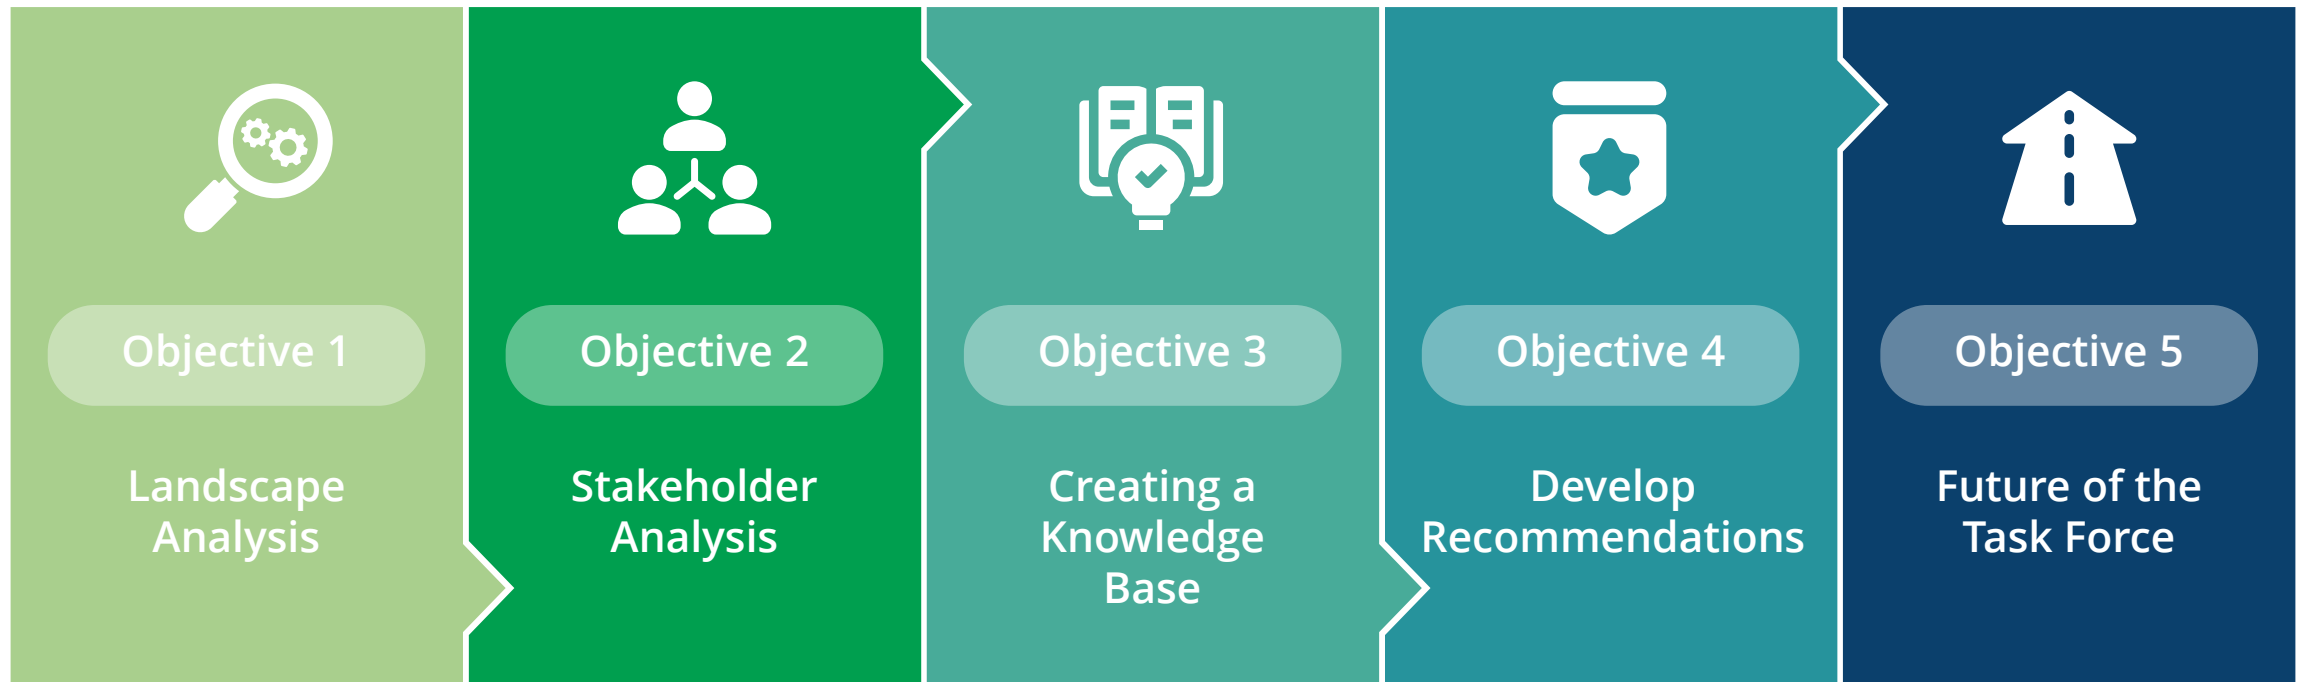 Objective 1
Landscape
Analysis
Objective 2
Stakeholder
Analysis
Objective 3
Creating a
Knowledge
Base
Objective 4
Develop
Recommendations
Objective 5
Future of the
Task Force